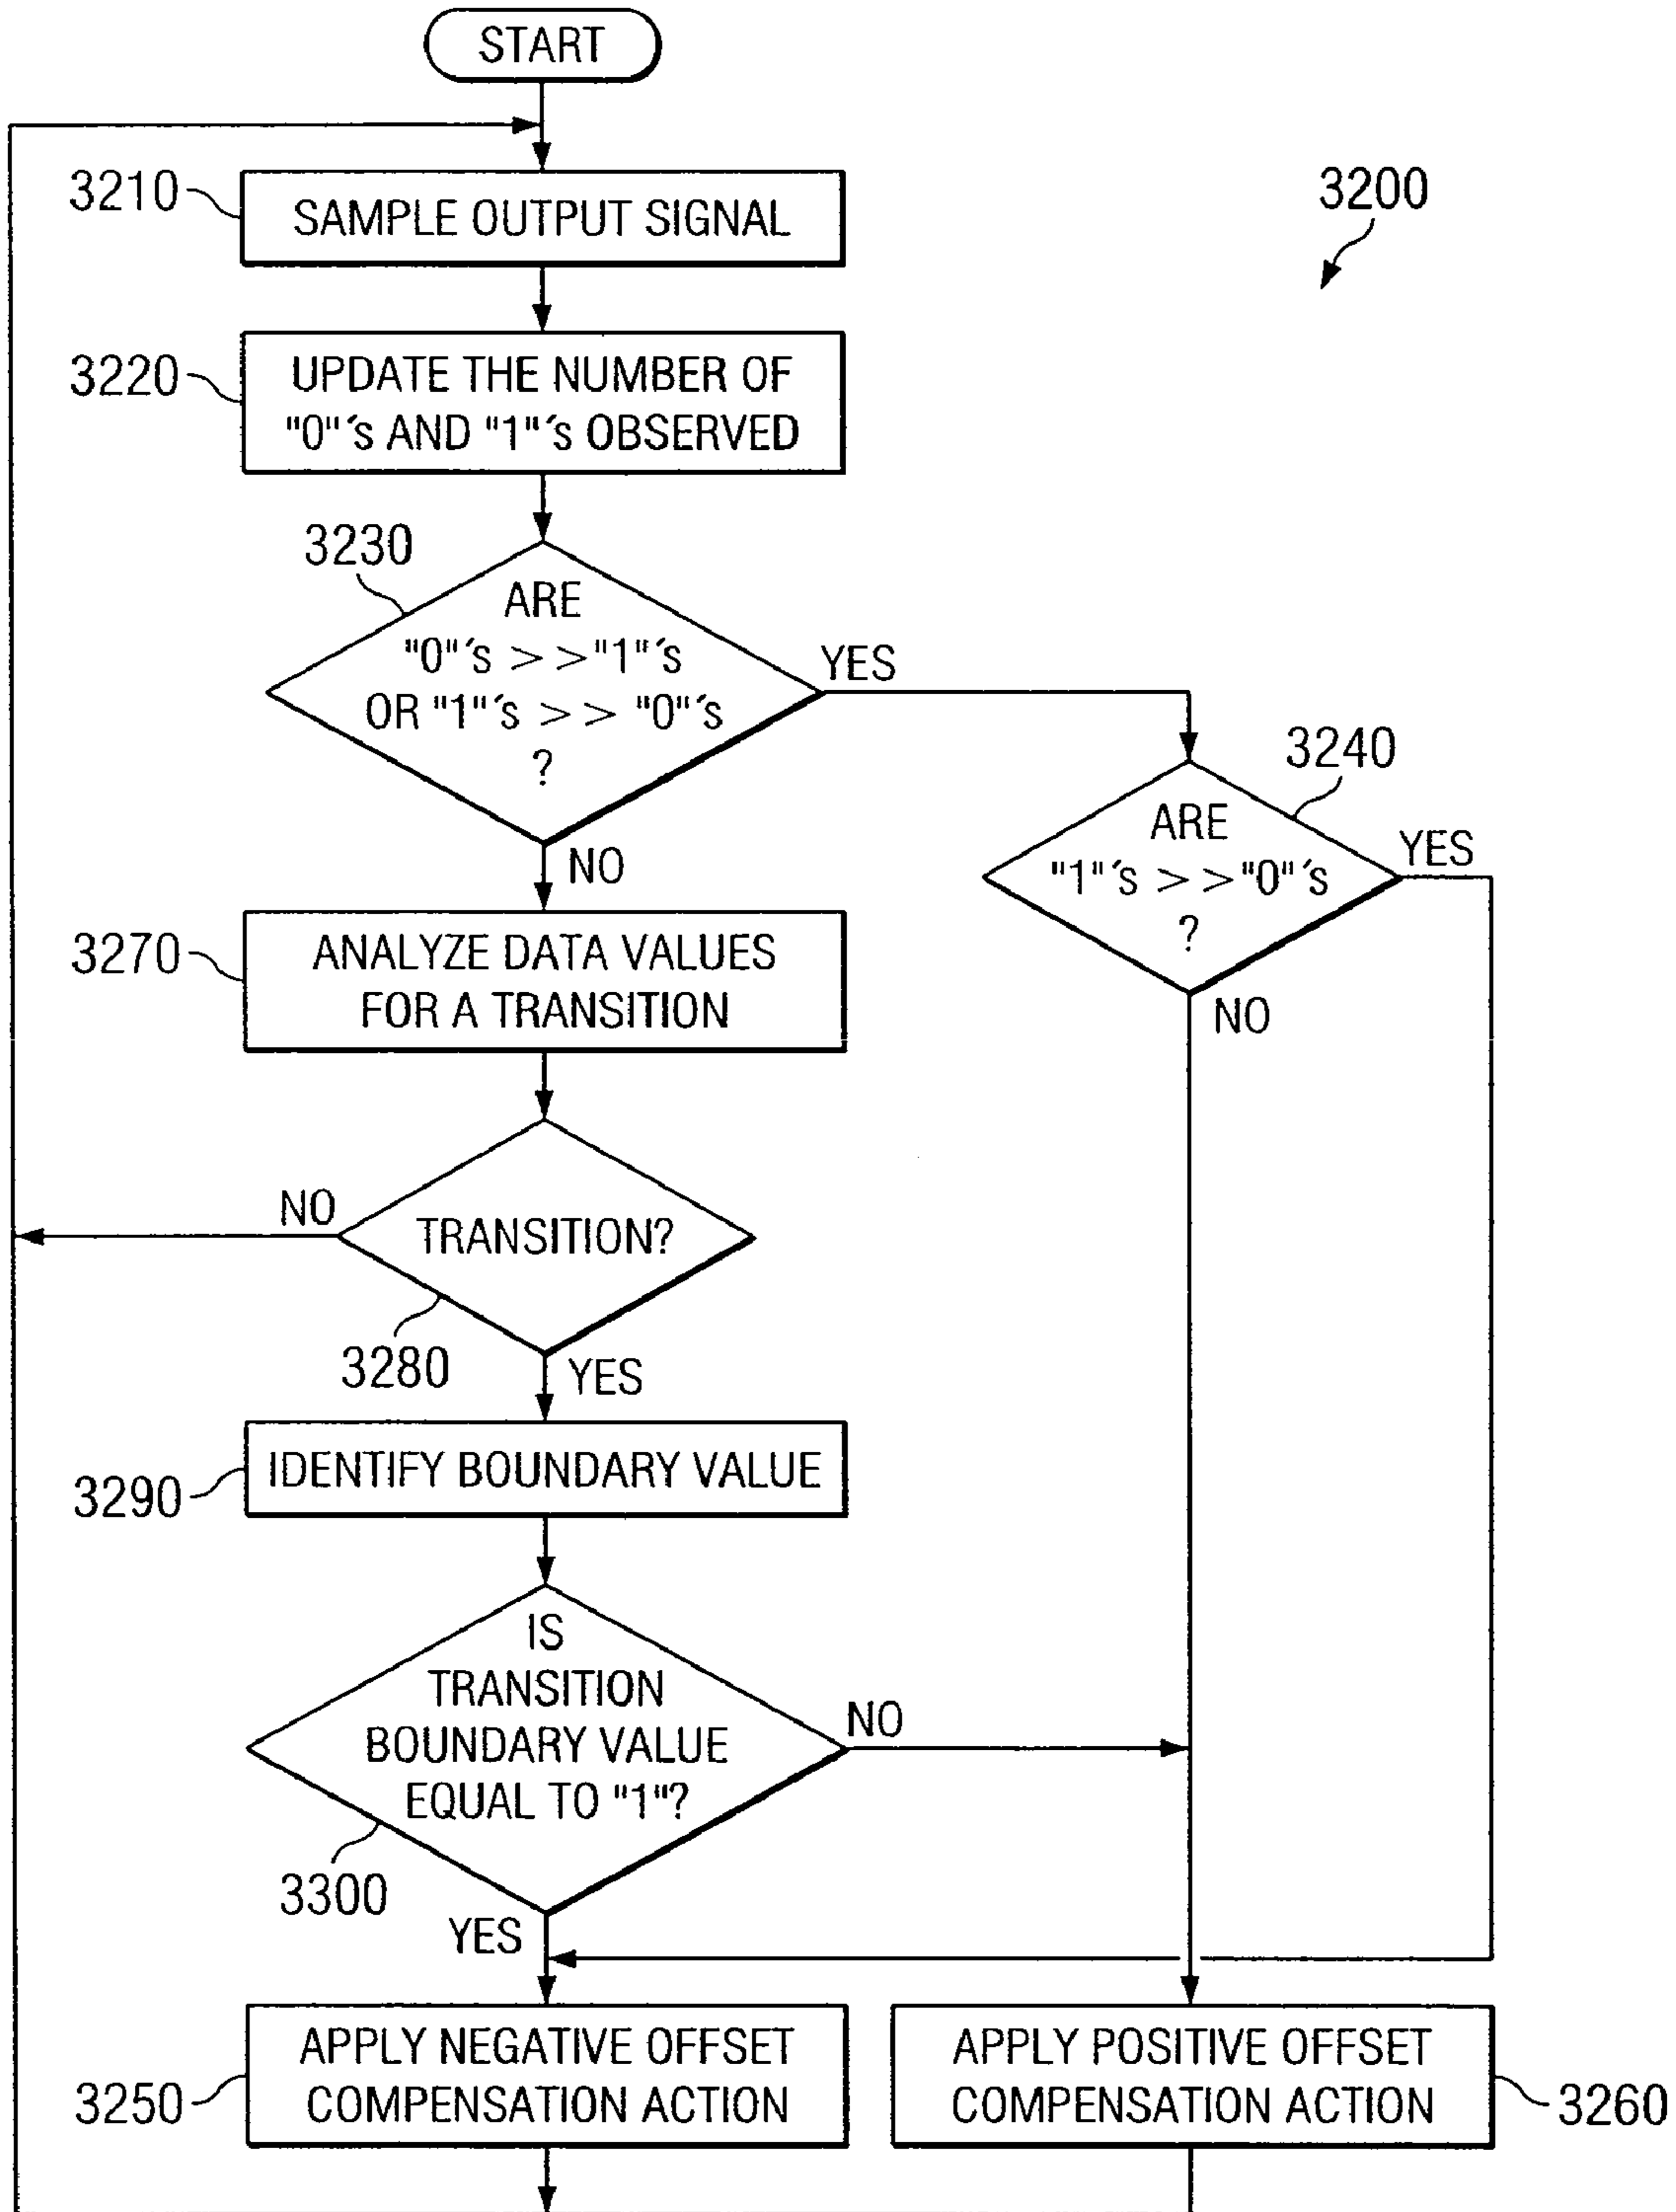 START
3210
SAMPLE OUTPUT SIGNAL
3200
3220
UPDATE THE NUMBER OF
"0"´s AND "1"´s OBSERVED
3230
ARE
"0"´s >>"1"´s
OR "1"´s >> "0"´s
?
YES
NO
3240
ARE
"1"´s >>"0"´s
?
YES
NO
3270
ANALYZE DATA VALUES
FOR A TRANSITION
NO
TRANSITION?
3280
YES
3290
IDENTIFY BOUNDARY VALUE
IS
TRANSITION
BOUNDARY VALUE
EQUAL TO "1"?
NO
3300
YES
3250
APPLY NEGATIVE OFFSET
COMPENSATION ACTION
APPLY POSITIVE OFFSET
COMPENSATION ACTION
3260